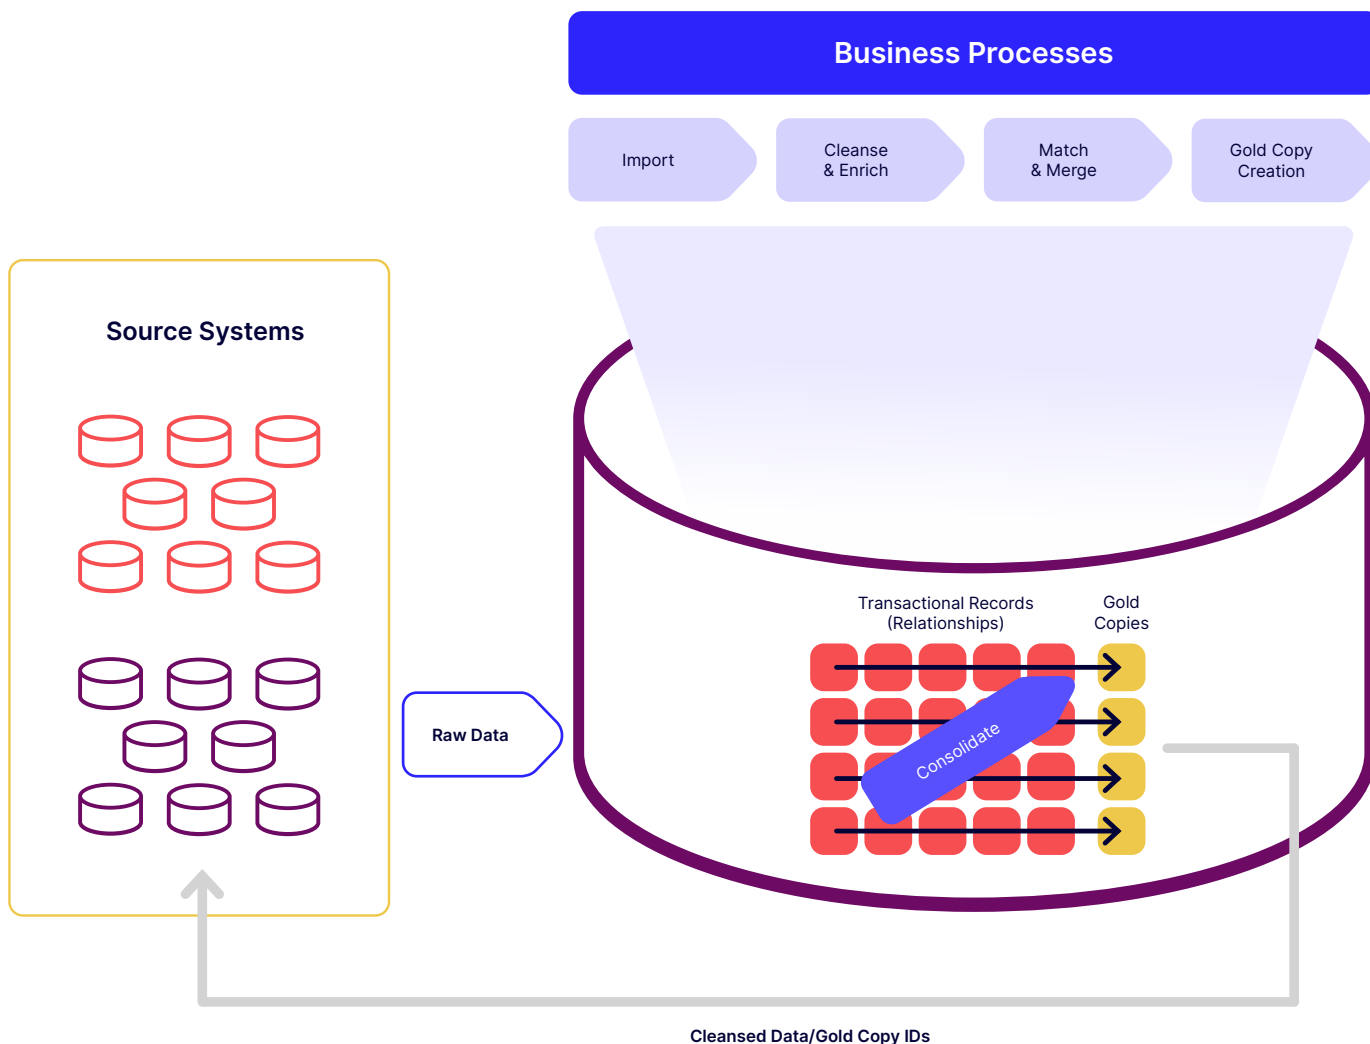 Business Processes
Import
Cleanse
& Enrich
Match
& Merge
Gold Copy
Creation
Source Systems
Transactional Records
(Relationships)
Gold
Copies
Raw Data
Consolidate
Cleansed Data/Gold Copy IDs